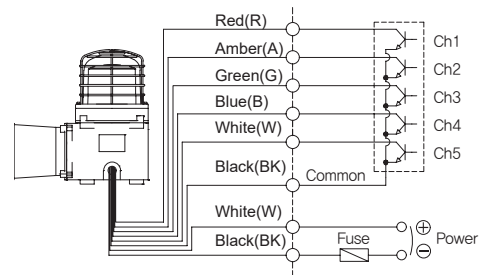 Red(R)
Amber(A)
Green(G)
Blue(B)
White(W)
Black(BK)
Common
White(W)
Black(BK)
Fuse
Ch1
Ch2
Ch3
Ch4
Ch5
⊕
⊖
Power